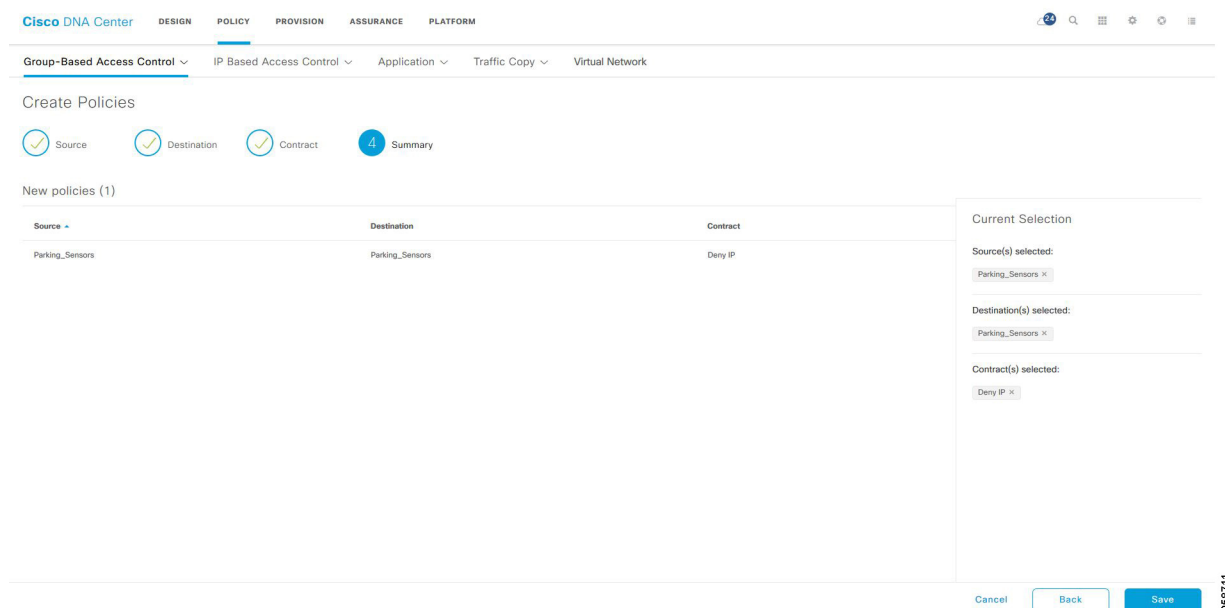 Cisco DNA Center DESIGN POLICY PROVISION ASSURANCE PLATFORM 24
Group-Based Access Control IP Based Access Control Application Traffic Copy Virtual Network
Create Policies
Source Destination Contract 4 Summary
New policies (1)
Source Destination Contract
Parking_Sensors Parking_Sensors Deny IP
Current Selection
Source(s) selected:
Parking_Sensors ×
Destination(s) selected:
Parking_Sensors ×
Contract(s) selected:
Deny IP ×
Cancel Back Save